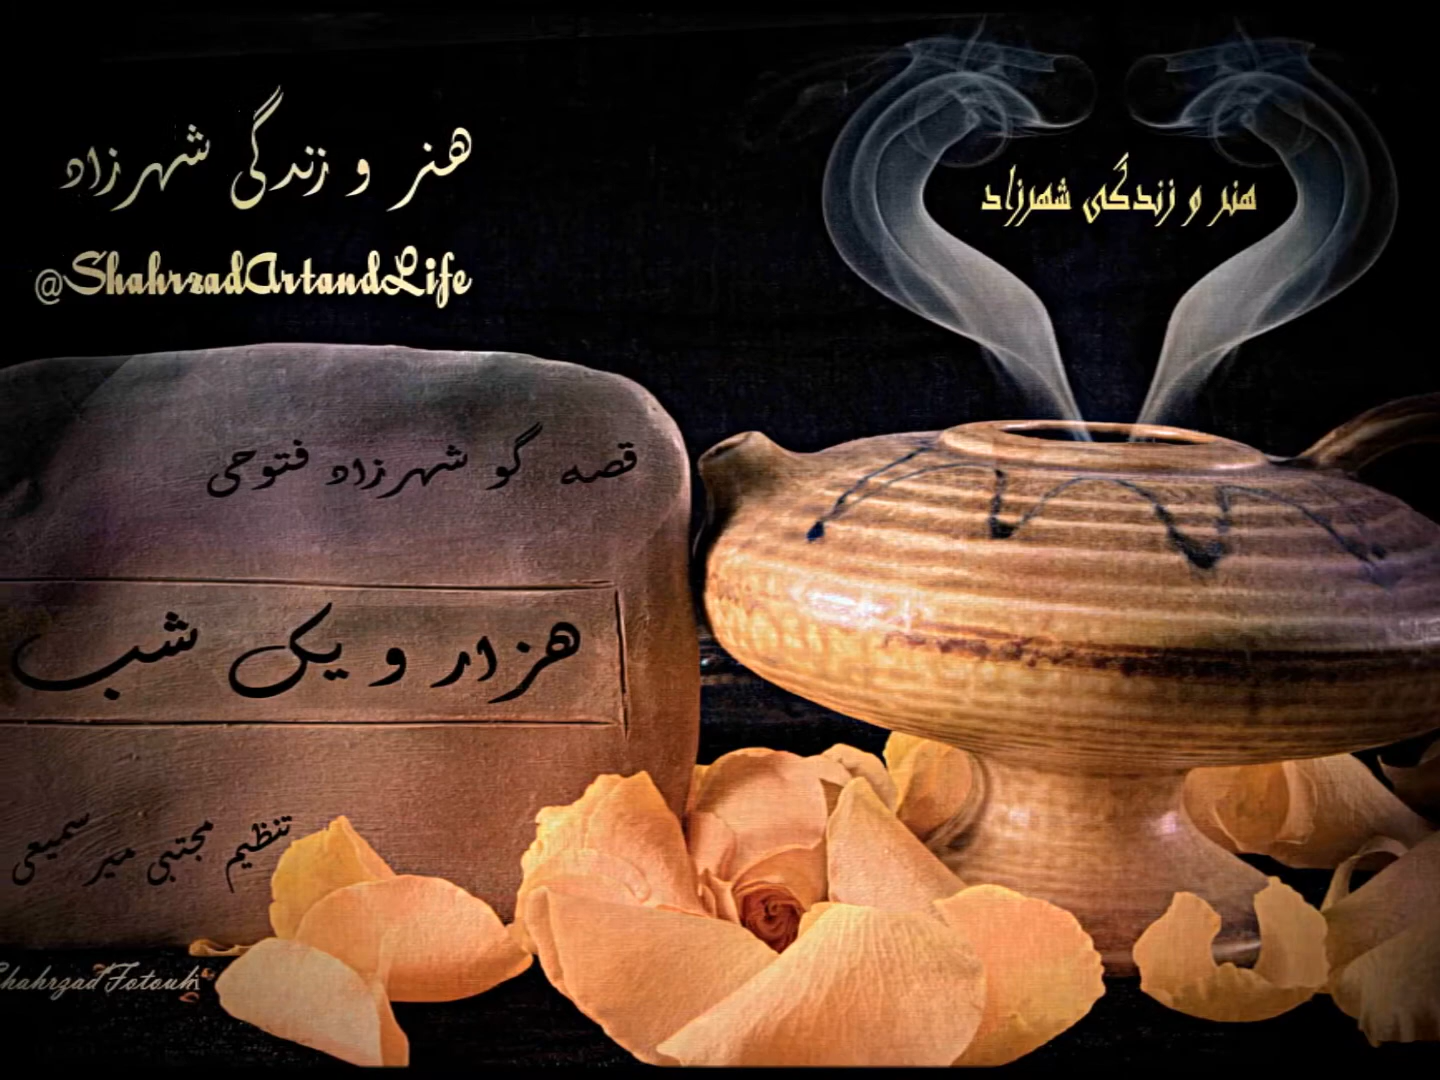 هنر و زندگی شهرزاد
@ShahrzadArtandLife
هنر و زندگی شهرزاد
قصه گو شهرزاد فتوحی
هزار و یک شب
تنظیم مجتبی میر سمیعی
ShahrzadFotouhi